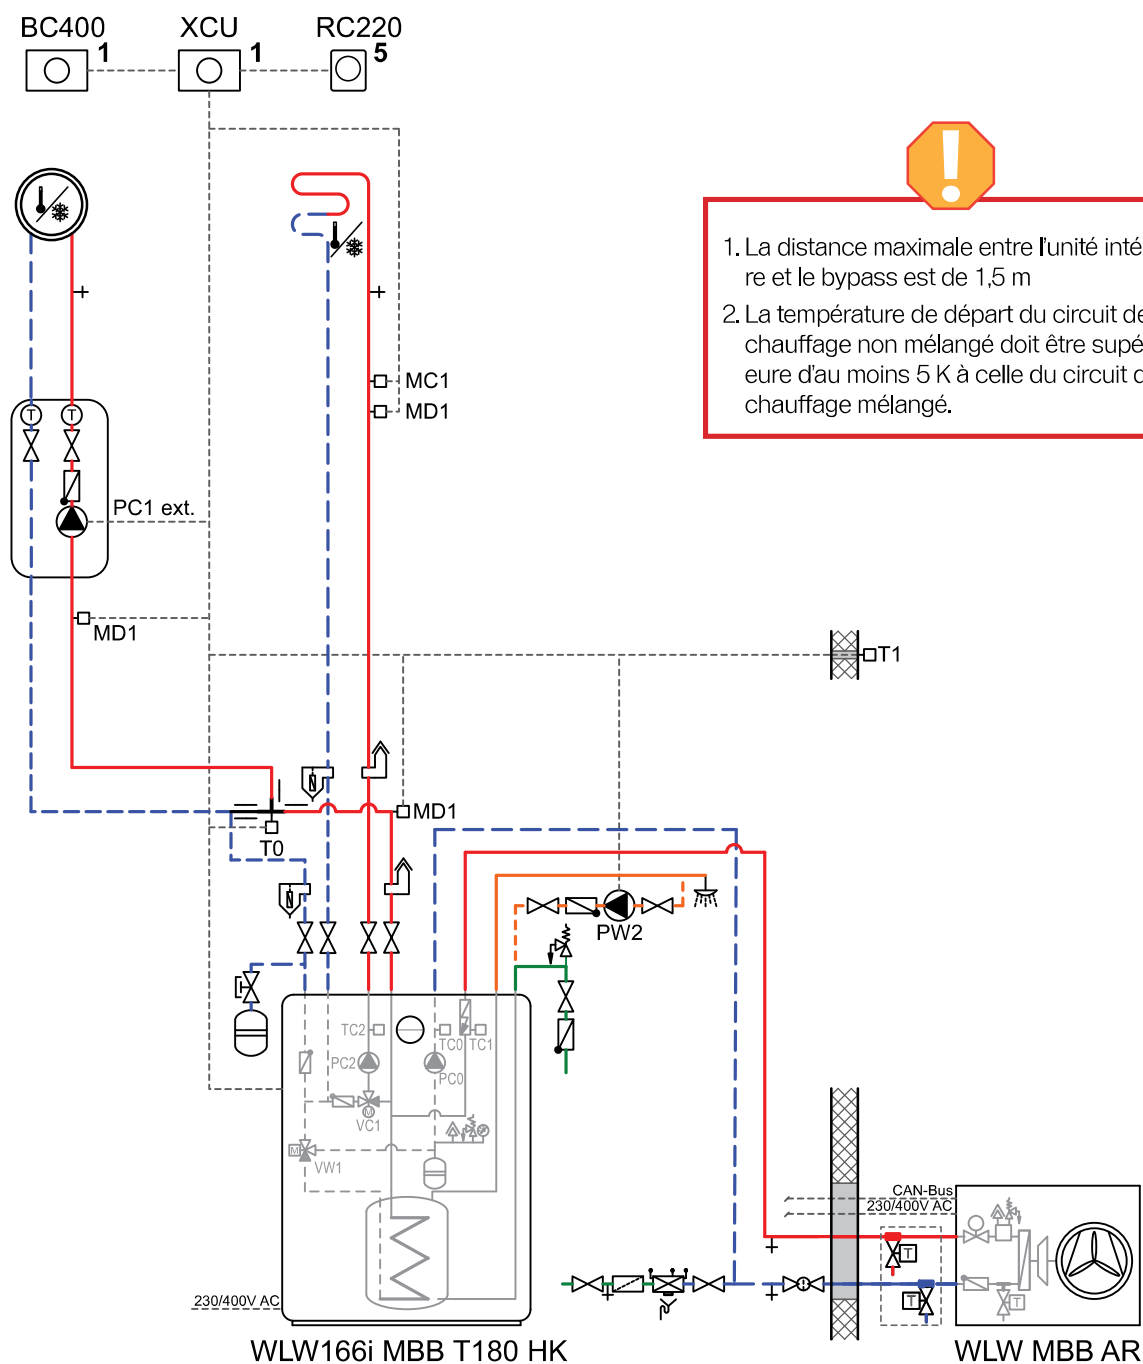 BC400
XCU
RC220
1
1
5
1. La distance maximale entre l'unité inté
re et le bypass est de 1,5 m
2. La température de départ du circuit de
chauffage non mélangé doit être supé
eure d'au moins 5 K à celle du circuit d
chauffage mélangé.
MC1
MD1
T
T
PC1 ext.
MD1
T1
MD1
T0
PW2
TC2
TC0
TC1
PC2
PC0
M
VC1
M
VW1
CAN-Bus
230/400V AC
T
T
T
230/400V AC
WLW166i MBB T180 HK
WLW MBB AR